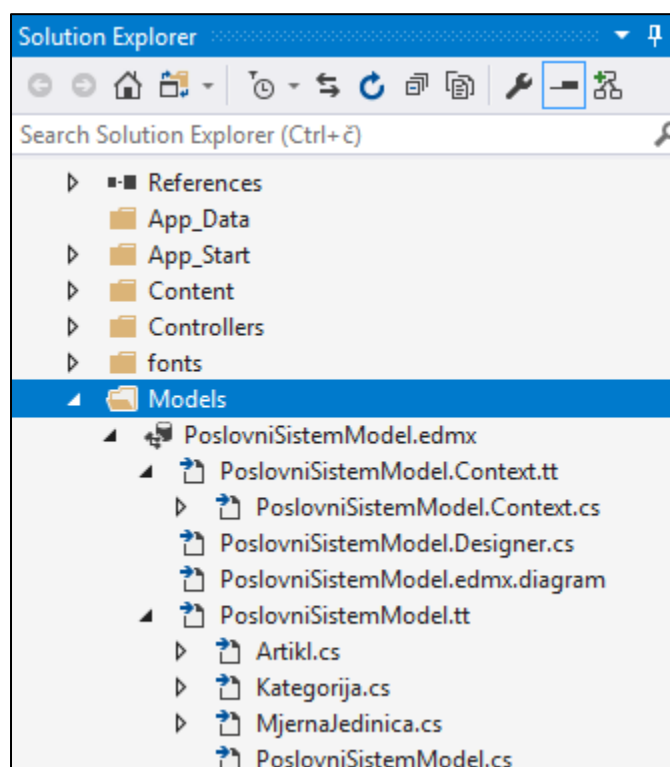 Solution Explorer
Search Solution Explorer (Ctrl+č)
References
App_Data
App_Start
Content
Controllers
fonts
Models
PoslovniSistemModel.edmx
PoslovniSistemModel.Context.tt
PoslovniSistemModel.Context.cs
PoslovniSistemModel.Designer.cs
PoslovniSistemModel.edmx.diagram
PoslovniSistemModel.tt
Artikl.cs
Kategorija.cs
MjernaJedinica.cs
PoslovniSistemModel.cs